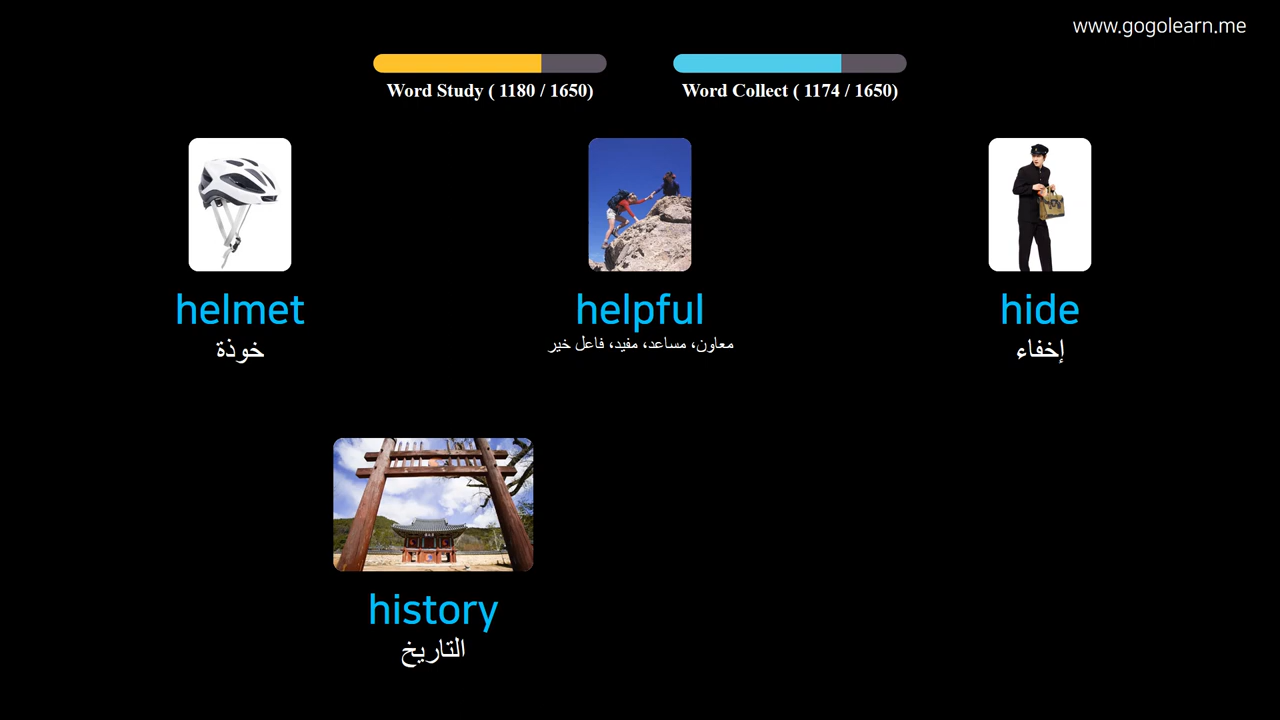 www.gogolearn.me
Word Study ( 1180 / 1650)
Word Collect ( 1174 / 1650)
helmet
خوذة
helpful
معاون، مساعد، مفيد، فاعل خير
hide
إخفاء
history
التاريخ